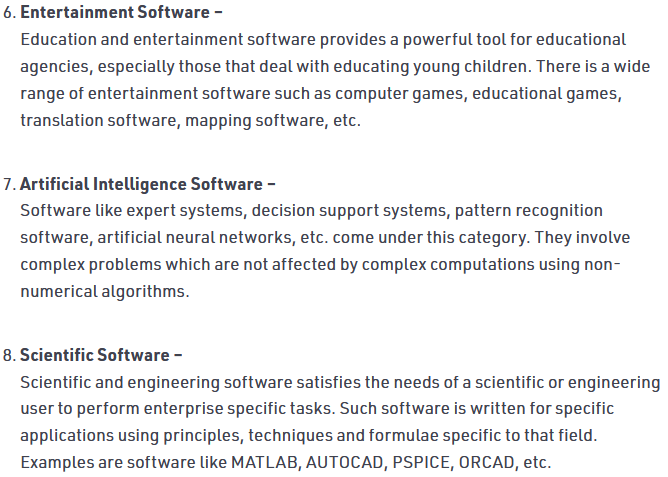 6. Entertainment Software –
Education and entertainment software provides a powerful tool for educational
agencies, especially those that deal with educating young children. There is a wide
range of entertainment software such as computer games, educational games,
translation software, mapping software, etc.
7. Artificial Intelligence Software –
Software like expert systems, decision support systems, pattern recognition
software, artificial neural networks, etc. come under this category. They involve
complex problems which are not affected by complex computations using non-
numerical algorithms.
8. Scientific Software –
Scientific and engineering software satisfies the needs of a scientific or engineering
user to perform enterprise specific tasks. Such software is written for specific
applications using principles, techniques and formulae specific to that field.
Examples are software like MATLAB, AUTOCAD, PSPICE, ORCAD, etc.